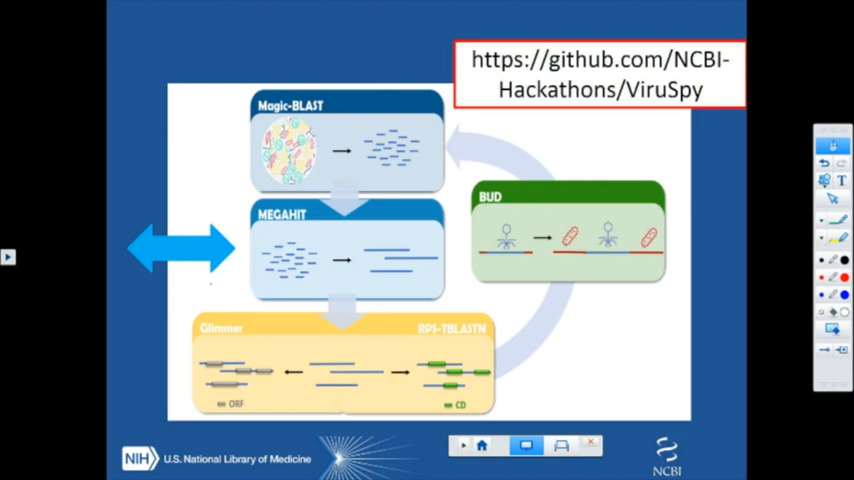 https://github.com/NCBI-
Hackathons/ViruSpy
Magic-BLAST
BUD
MEGAHIT
Glimmer
RPS-TBLASTN
ORF
CD
NIH
U.S. National Library of Medicine
NCBI
T